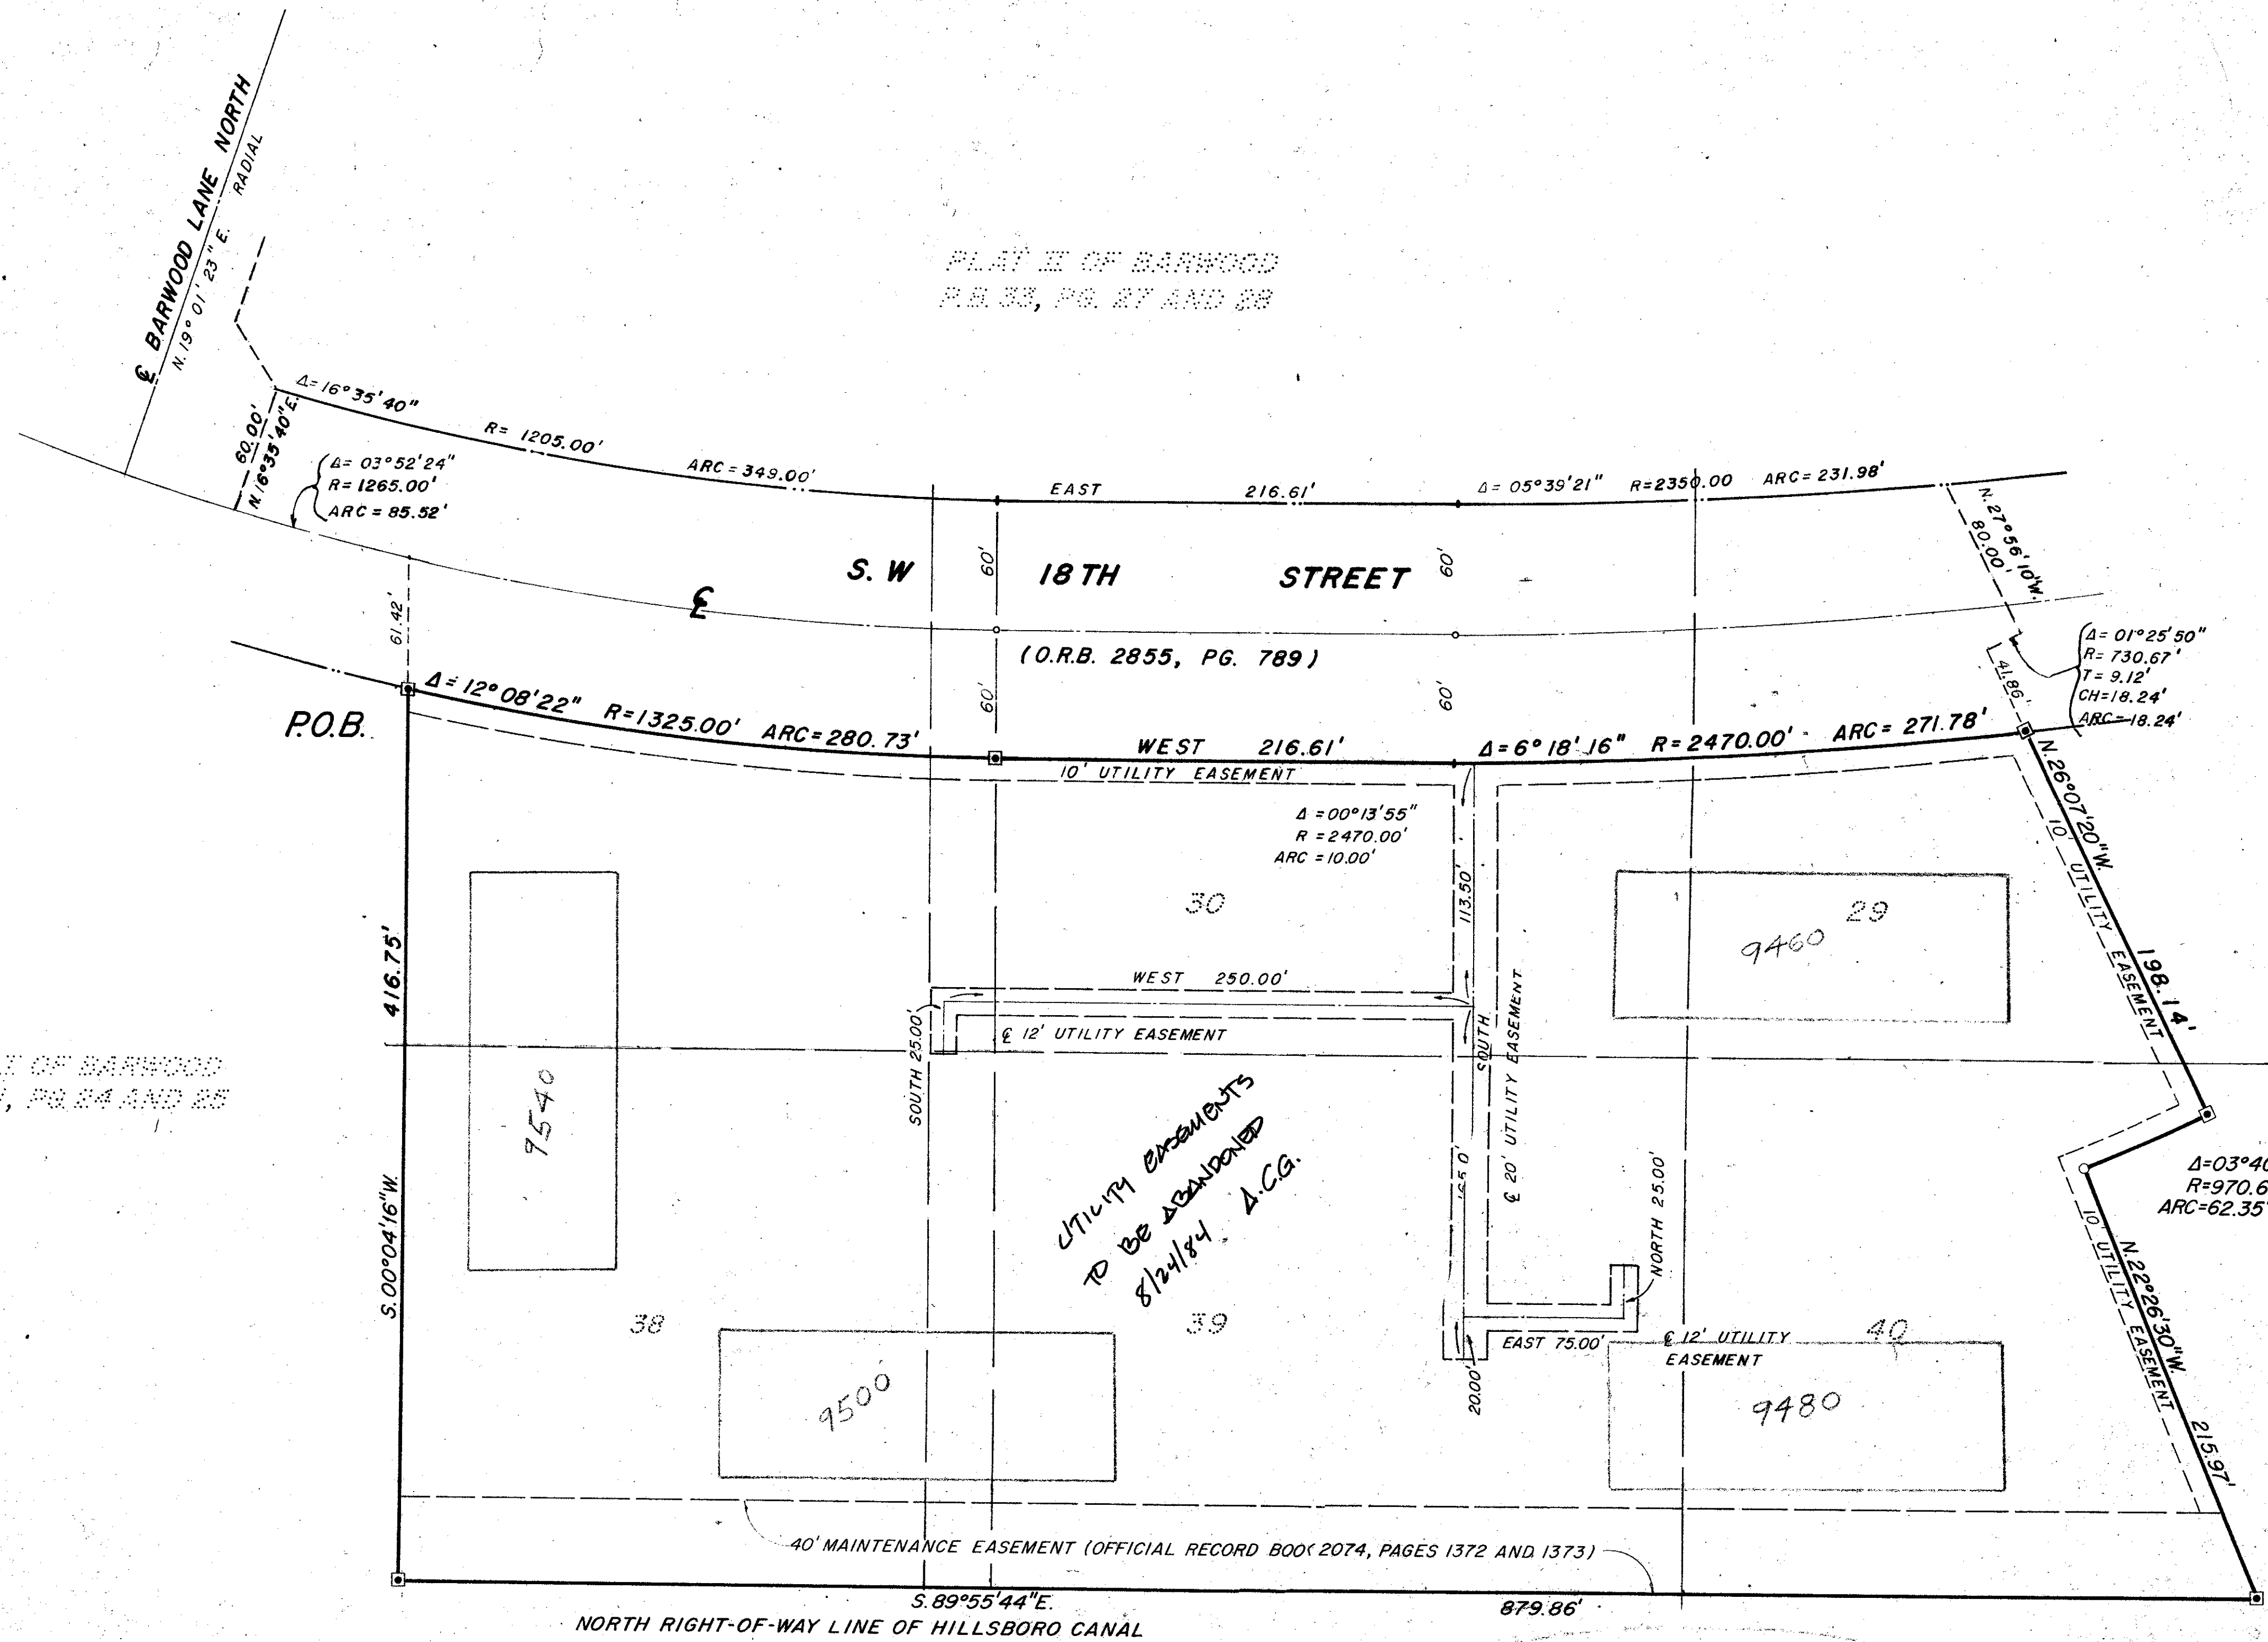 ℄ BARWOOD LANE NORTH
N. 19° 01' 23" E. RADIAL
PLAT II OF BARWOOD
P.B. 33, PG. 27 AND 28
60.00'
N. 16° 35' 40" E.
Δ= 16° 35' 40"
R= 1205.00'
ARC = 349.00'
EAST 216.61'
Δ= 05° 39' 21" R=2350.00 ARC= 231.98'
Δ= 03° 52' 24"
R= 1265.00'
ARC = 85.52'
N. 27° 56' 10" W.
80.00'
61.42'
℄
S. W 18 TH STREET
60'
60'
60'
60'
(O.R.B. 2855, PG. 789)
41.86'
Δ= 01° 25' 50"
R= 730.67'
T= 9.12'
CH=18.24'
ARC=18.24'
P.O.B.
Δ= 12° 08' 22" R=1325.00' ARC=280.73'
WEST 216.61'
Δ= 6° 18' 16" R= 2470.00' ARC= 271.78'
10' UTILITY EASEMENT
Δ =00° 13' 55"
R = 2470.00'
ARC = 10.00'
N. 26° 07' 20" W.
198.14'
10' UTILITY EASEMENT
113.50'
30
29
9460
416.75'
S. 00° 04' 16" W.
WEST 250.00'
SOUTH 25.00'
℄ 12' UTILITY EASEMENT
SOUTH
℄ 20' UTILITY EASEMENT
OF BARWOOD
, PG. 24 AND 25
9540
UTILITY EASEMENTS
TO BE ABANDONED
8/24/84 A.C.G.
NORTH 25.00'
Δ=03° 40
R=970.6
ARC=62.35'
N. 22° 26' 30" W.
215.97'
10' UTILITY EASEMENT
38
39
40
EAST 75.00'
℄ 12' UTILITY
EASEMENT
20.00'
9500
9480
40' MAINTENANCE EASEMENT (OFFICIAL RECORD BOOK 2074, PAGES 1372 AND 1373)
S. 89° 55' 44" E. 879.86'
NORTH RIGHT-OF-WAY LINE OF HILLSBORO CANAL